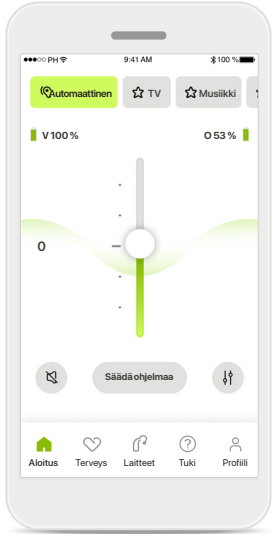 PH 9:41 AM 100 %
Automaattinen TV Musiikki
V 100 % O 53 %
0
Säädä ohjelmaa
Aloitus Terveys Laitteet Tuki Profiili